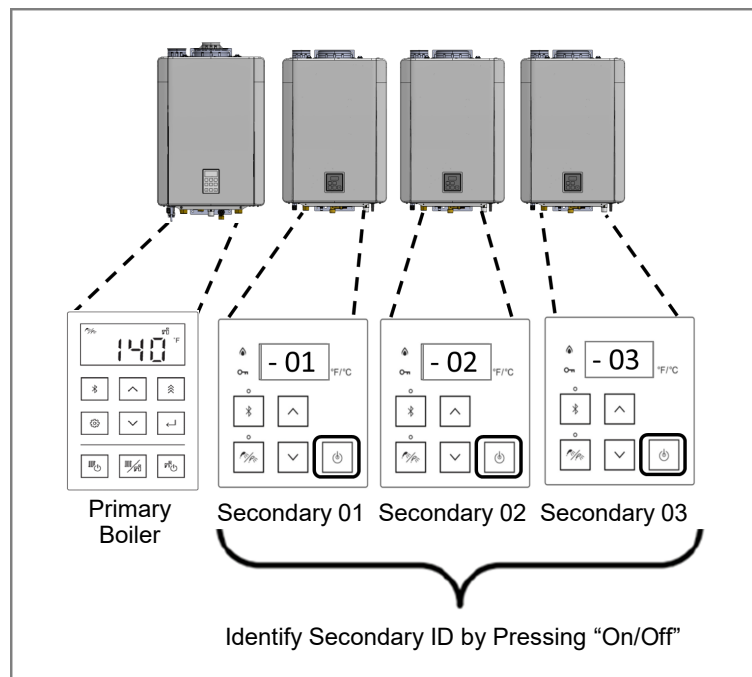 140 °F
- 01 °F/°C
- 02 °F/°C
- 03 °F/°C
Primary
Boiler
Secondary 01 Secondary 02 Secondary 03
Identify Secondary ID by Pressing “On/Off”